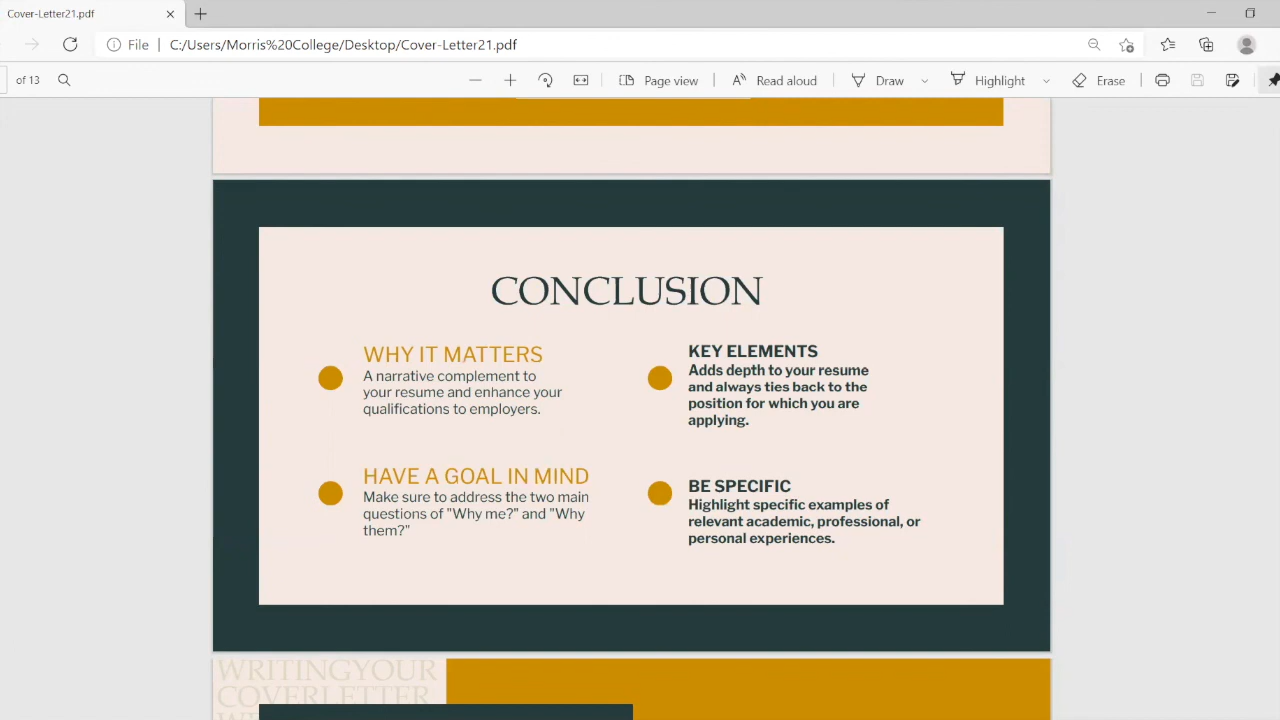 Cover-Letter21.pdf
File
C:/Users/Morris%20College/Desktop/Cover-Letter21.pdf
of 13
Page view
Read aloud
Draw
Highlight
Erase
CONCLUSION
WHY IT MATTERS
A narrative complement to
your resume and enhance your
qualifications to employers.
KEY ELEMENTS
Adds depth to your resume
and always ties back to the
position for which you are
applying.
HAVE A GOAL IN MIND
Make sure to address the two main
questions of "Why me?" and "Why
them?"
BE SPECIFIC
Highlight specific examples of
relevant academic, professional, or
personal experiences.
WRITINGYOUR
COVERLETTER